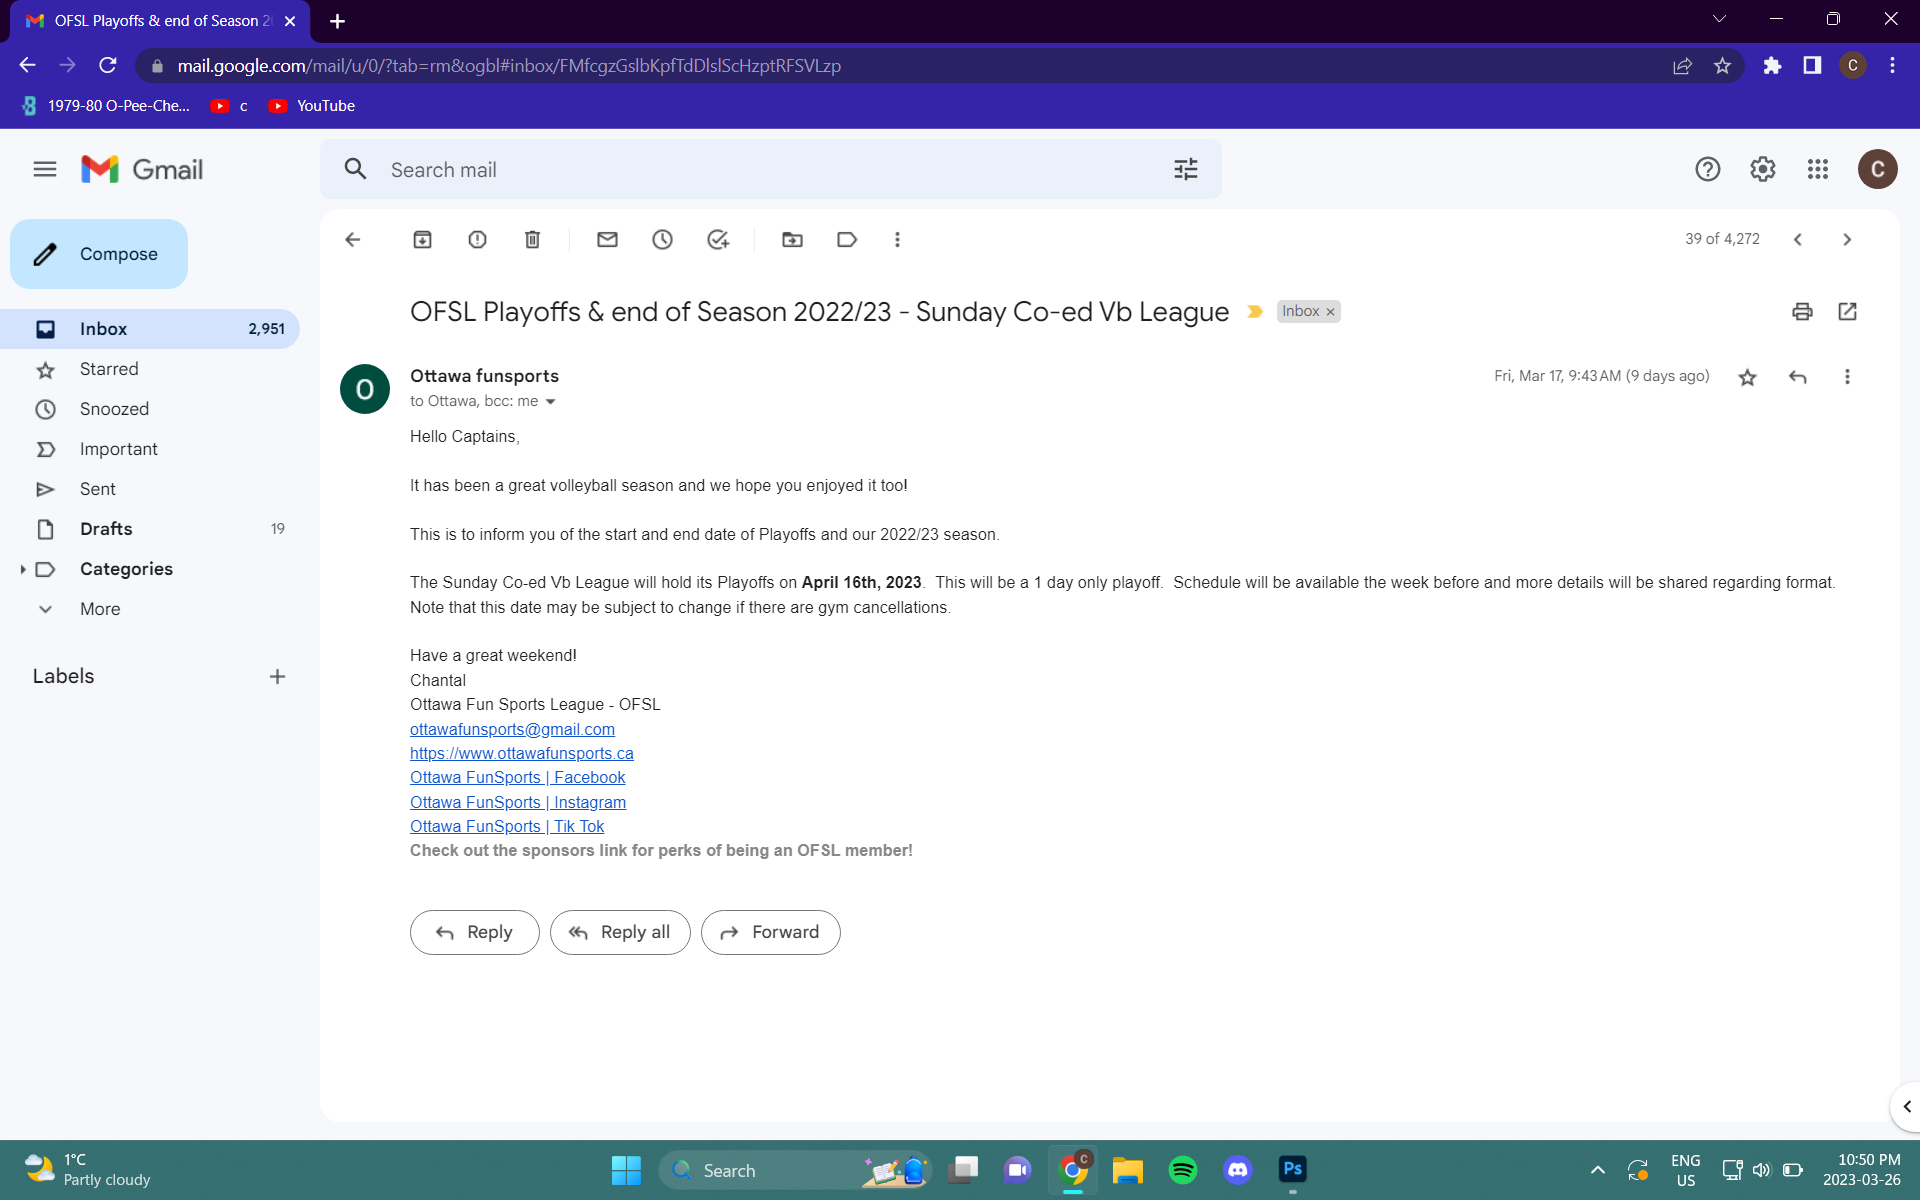 OFSL Playoffs & end of Season 2
mail.google.com/mail/u/0/?tab=rm&ogbl#inbox/FMfcgzGslbKpfTdDlslScHzptRFSVLzp
C
1979-80 O-Pee-Che...
c
YouTube
Gmail
Search mail
C
Compose
39 of 4,272
OFSL Playoffs & end of Season 2022/23 - Sunday Co-ed Vb League
Inbox ×
Inbox 2,951
Starred
Snoozed
Important
Sent
Drafts 19
Categories
More
Labels
O
Ottawa funsports
Fri, Mar 17, 9:43 AM (9 days ago)
to Ottawa, bcc: me
Hello Captains,
It has been a great volleyball season and we hope you enjoyed it too!
This is to inform you of the start and end date of Playoffs and our 2022/23 season.
The Sunday Co-ed Vb League will hold its Playoffs on April 16th, 2023. This will be a 1 day only playoff. Schedule will be available the week before and more details will be shared regarding format.
Note that this date may be subject to change if there are gym cancellations.
Have a great weekend!
Chantal
Ottawa Fun Sports League - OFSL
ottawafunsports@gmail.com
https://www.ottawafunsports.ca
Ottawa FunSports | Facebook
Ottawa FunSports | Instagram
Ottawa FunSports | Tik Tok
Check out the sponsors link for perks of being an OFSL member!
Reply
Reply all
Forward
1°C
Partly cloudy
Search
C
Ps
ENG
US
10:50 PM
2023-03-26